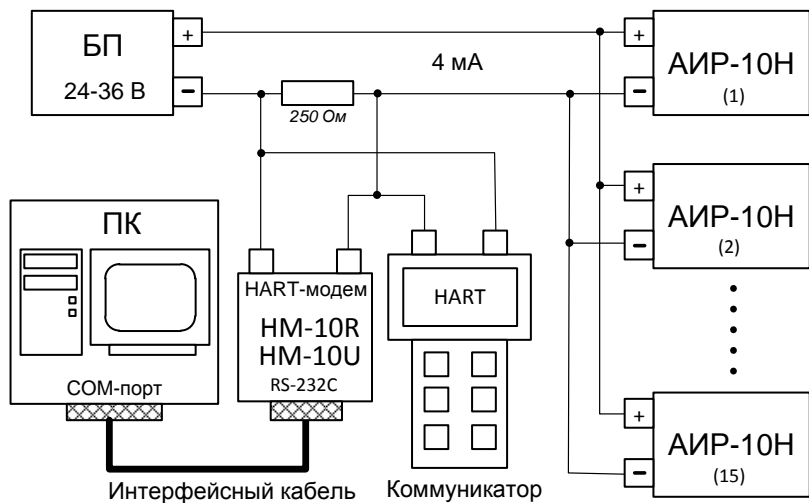 БП
24-36 В
+
−
250 Ом
4 мА
+
−
АИР-10Н
(1)
+
−
АИР-10Н
(2)
+
−
АИР-10Н
(15)
ПК
COM-порт
HART-модем
HM-10R
HM-10U
RS-232C
HART
Интерфейсный кабель
Коммуникатор